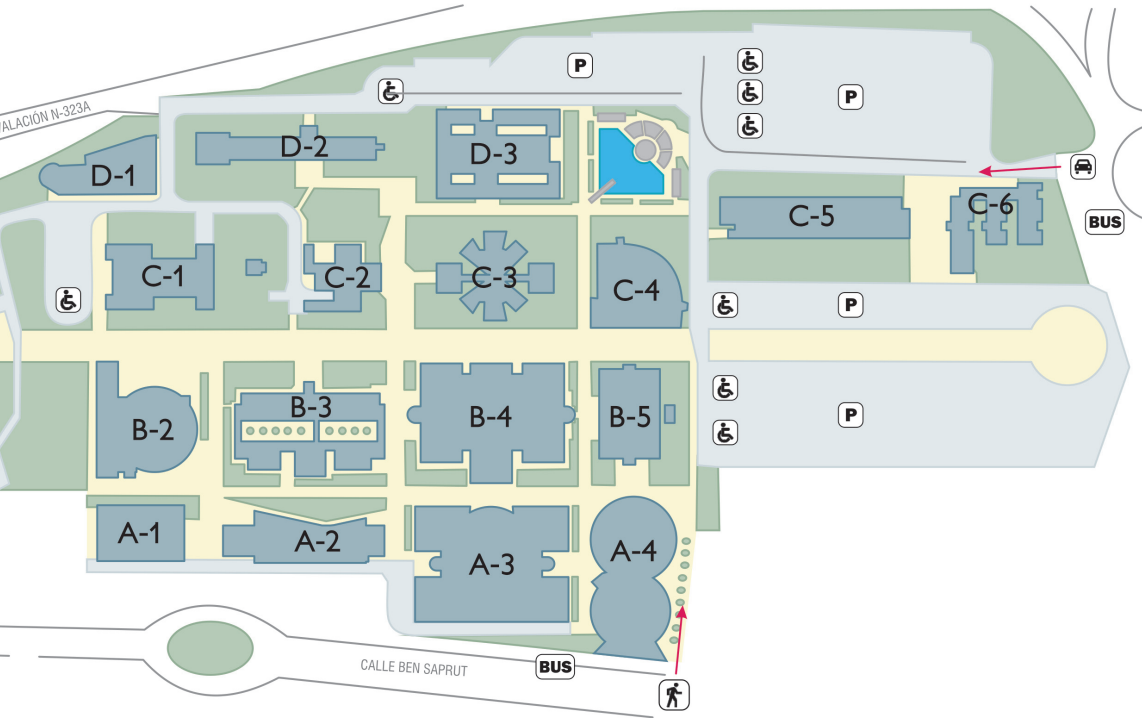 P
P
VALACIÓN N-323A
D-1
D-2
D-3
C-5
C-6
BUS
C-1
C-2
C-3
C-4
P
B-2
B-3
B-4
B-5
P
A-1
A-2
A-3
A-4
CALLE BEN SAPRUT
BUS